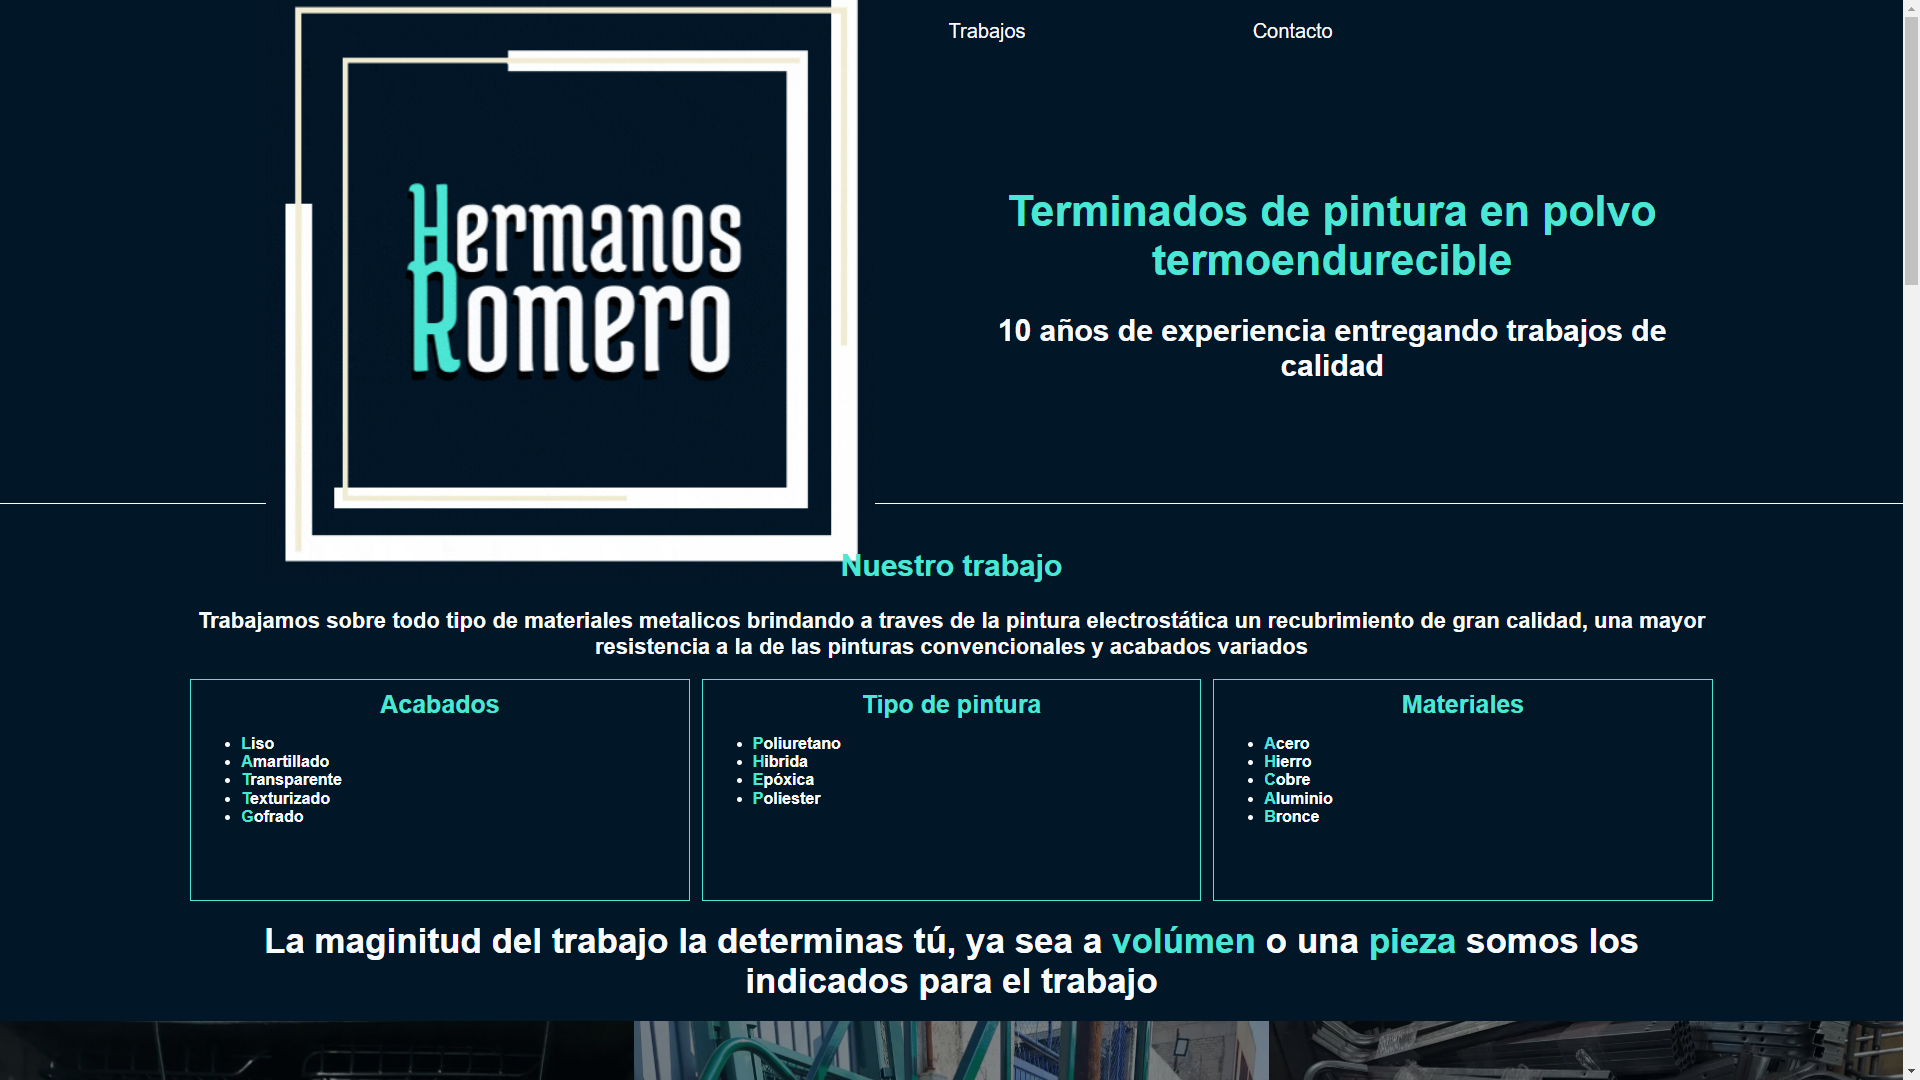 Trabajos
Contacto
Hermanos
Romero
Terminados de pintura en polvo
termoendurecible
10 años de experiencia entregando trabajos de
calidad
Nuestro trabajo
Trabajamos sobre todo tipo de materiales metalicos brindando a traves de la pintura electrostática un recubrimiento de gran calidad, una mayor
resistencia a la de las pinturas convencionales y acabados variados
Acabados
Liso
Amartillado
Transparente
Texturizado
Gofrado
Tipo de pintura
Poliuretano
Hibrida
Epóxica
Poliester
Materiales
Acero
Hierro
Cobre
Aluminio
Bronce
La maginitud del trabajo la determinas tú, ya sea a volúmen o una pieza somos los
indicados para el trabajo